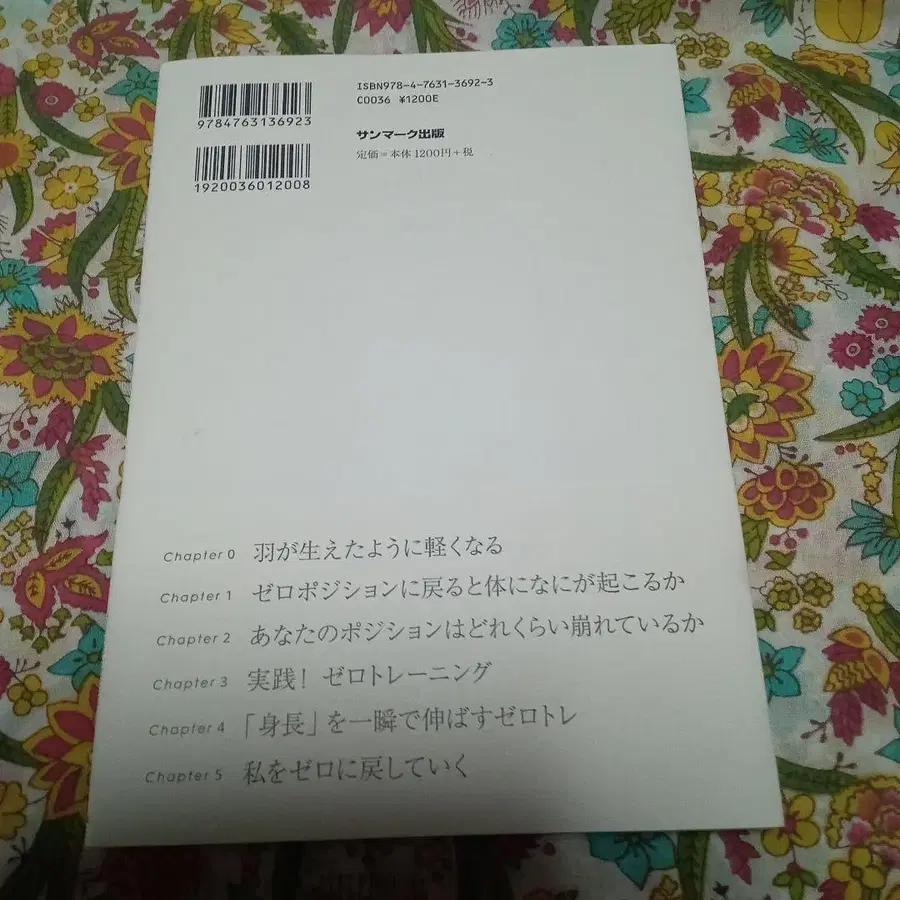 ISBN978-4-7631-3692-3
C0036 ¥1200E
9784763136923
サンマーク出版
定価=本体1200円+税
1920036012008
Chapter 0 羽が生えたように軽くなる
Chapter 1 ゼロポジションに戻ると体になにが起こるか
Chapter 2 あなたのポジションはどれくらい崩れているか
Chapter 3 実践! ゼロトレーニング
Chapter 4 「身長」を一瞬で伸ばすゼロトレ
Chapter 5 私をゼロに戻していく